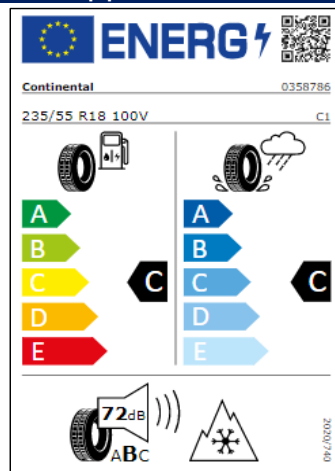 ENERG
Continental 0358786
235/55 R18 100V C1
A A
B B
C C C C
D D
E E
72dB
ABC
2020/740